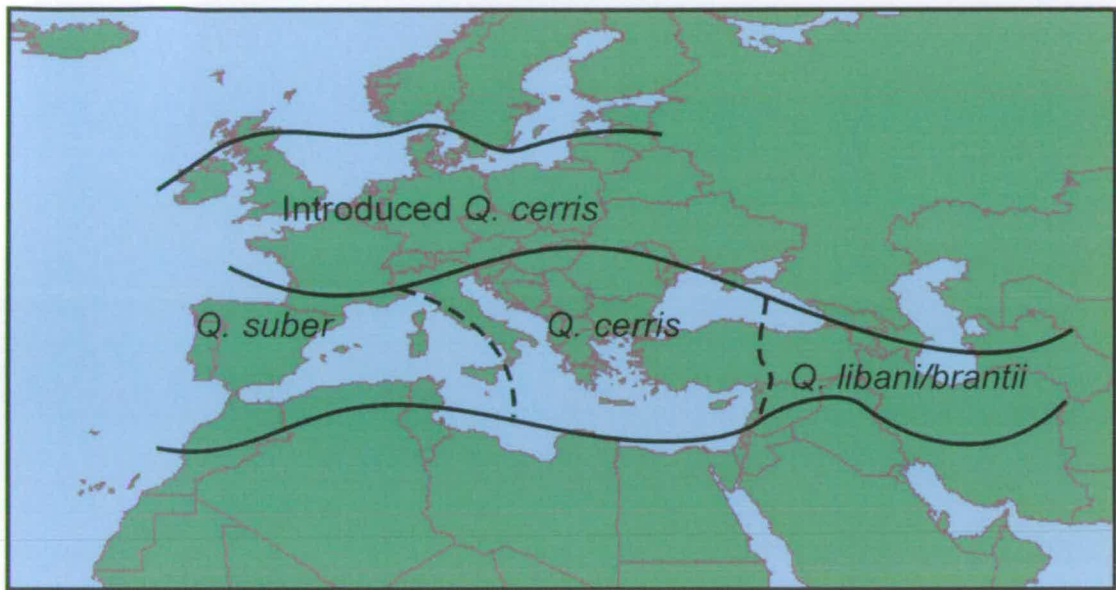 Introduced Q. cerris
Q. suber
Q. cerris
Q. libani/brantii